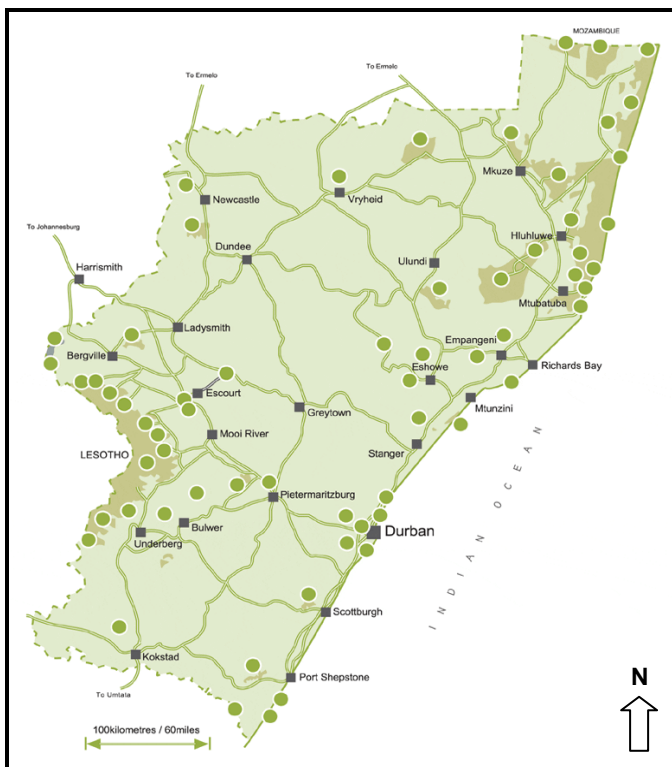 MOZAMBIQUE
To Ermelo
To Ermelo
Mkuze
Newcastle
Vryheid
To Johannesburg
Hluhluwe
Dundee
Ulundi
Harrismith
Mtubatuba
Ladysmith
Empangeni
Bergville
Eshowe
Richards Bay
Escourt
Mtunzini
Greytown
Mooi River
Stanger
LESOTHO
INDIAN OCEAN
Pietermaritzburg
Bulwer
Durban
Underberg
Scottburgh
Kokstad
Port Shepstone
To Umtata
N
100kilometres / 60miles